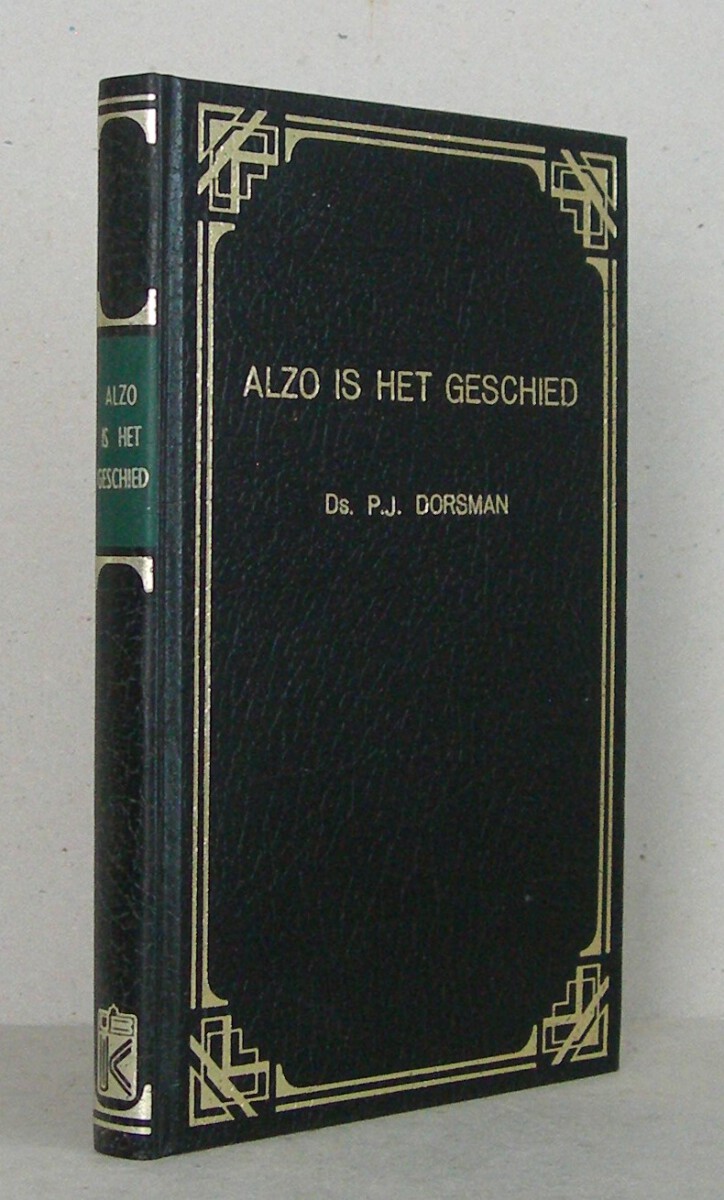 ALZO
IS HET
GESCHIED
ALZO IS HET GESCHIED
Ds. P.J. DORSMAN